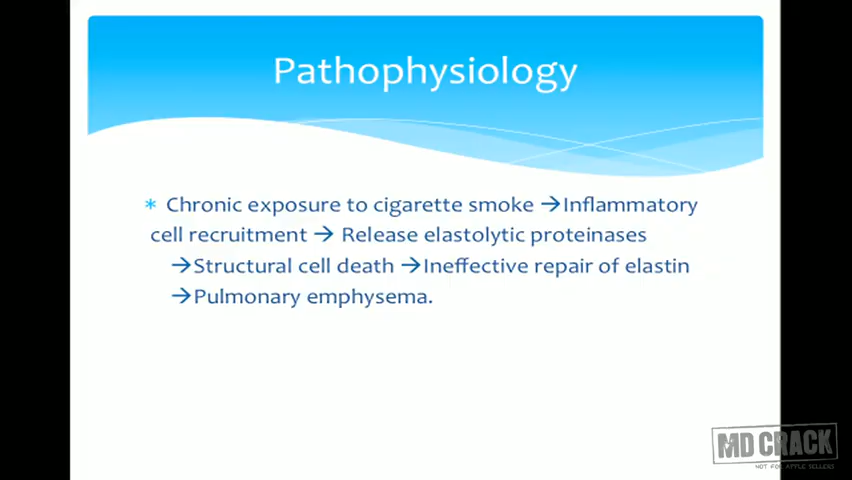 Pathophysiology
* Chronic exposure to cigarette smoke →Inflammatory
cell recruitment → Release elastolytic proteinases
→Structural cell death →Ineffective repair of elastin
→Pulmonary emphysema.
MD CRACK
NOT FOR APPLE SELLERS